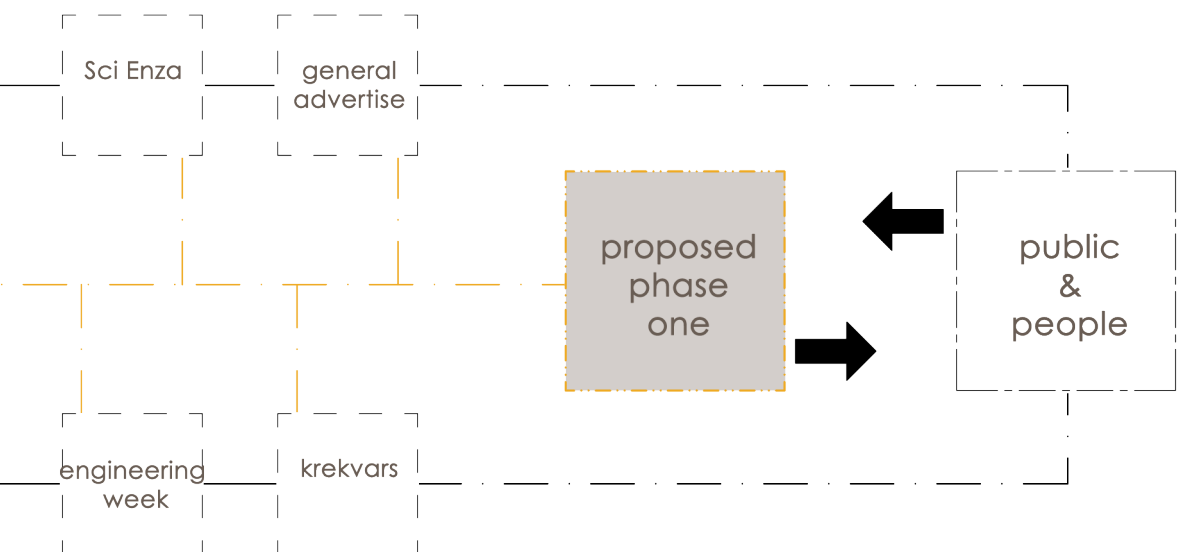 Sci Enza
general
advertise
proposed
phase
one
public
&
people
engineering
week
krekvars